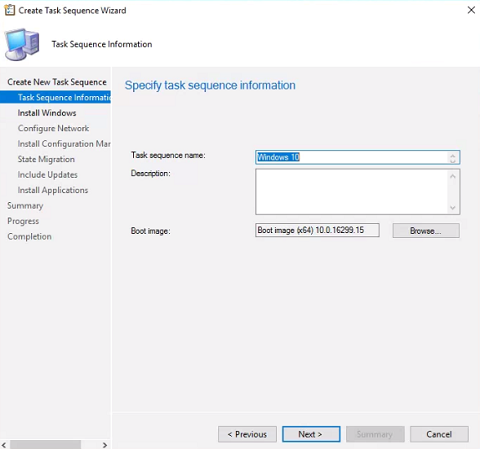 Create Task Sequence Wizard
Task Sequence Information
Create New Task Sequence
Task Sequence Informatio
Install Windows
Configure Network
Install Configuration Mar
State Migration
Include Updates
Install Applications
Summary
Progress
Completion
Specify task sequence information
Task sequence name:
Windows 10
Description:
Boot image:
Boot image (x64) 10.0.16299.15
Browse...
< Previous
Next >
Summary
Cancel